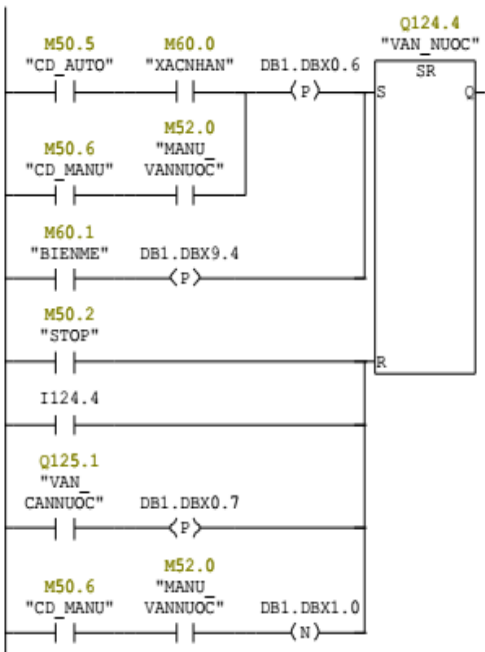 Q124.4
M50.5 M60.0 "VAN_NUOC"
"CD_AUTO" "XACNHAN" DB1.DBX0.6 SR
P S Q
M52.0
M50.6 "MANU_
"CD_MANU" VANNUOC"
M60.1
"BIENME" DB1.DBX9.4
P
M50.2
"STOP"
R
I124.4
Q125.1
"VAN_
CANNUOC" DB1.DBX0.7
P
M52.0
M50.6 "MANU_
"CD_MANU" VANNUOC" DB1.DBX1.0
N